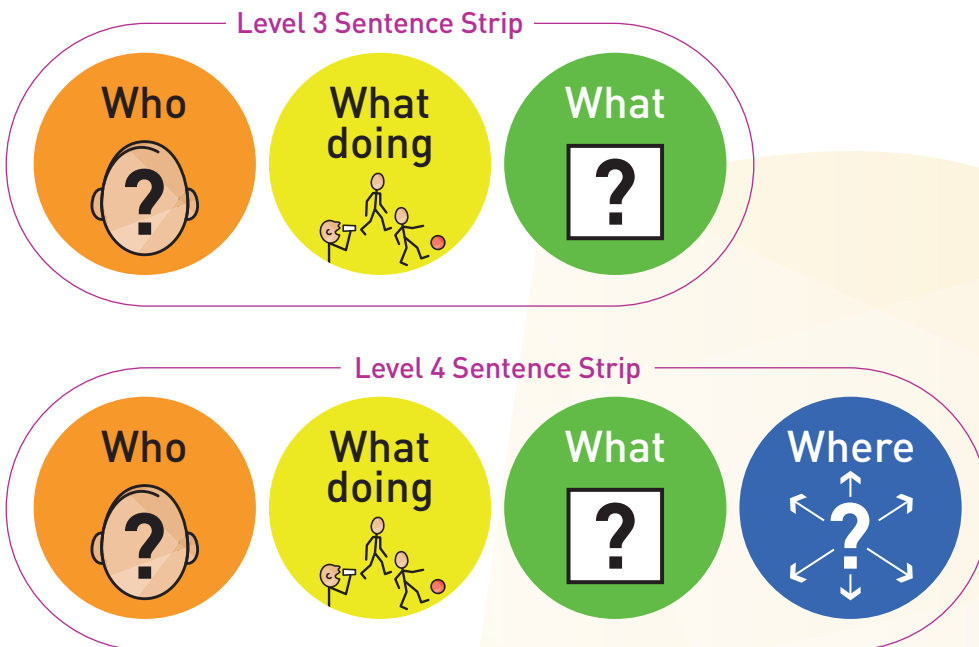 Level 3 Sentence Strip
Who
What
doing
What
?
?
Level 4 Sentence Strip
Who
What
doing
What
Where
?
?
?